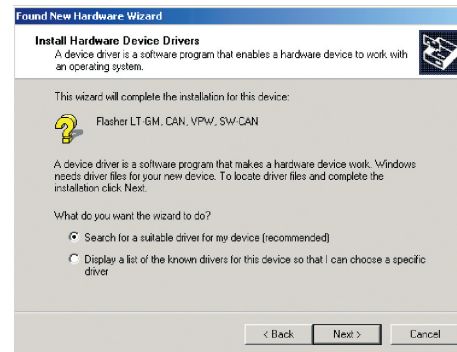 Found New Hardware Wizard
Install Hardware Device Drivers
A device driver is a software program that enables a hardware device to work with
an operating system.
This wizard will complete the installation for this device:
Flasher LT-GM, CAN, VPW, SW-CAN
A device driver is a software program that makes a hardware device work. Windows
needs driver files for your new device. To locate driver files and complete the
installation click Next.
What do you want the wizard to do?
Search for a suitable driver for my device (recommended)
Display a list of the known drivers for this device so that I can choose a specific
driver
< Back Next > Cancel